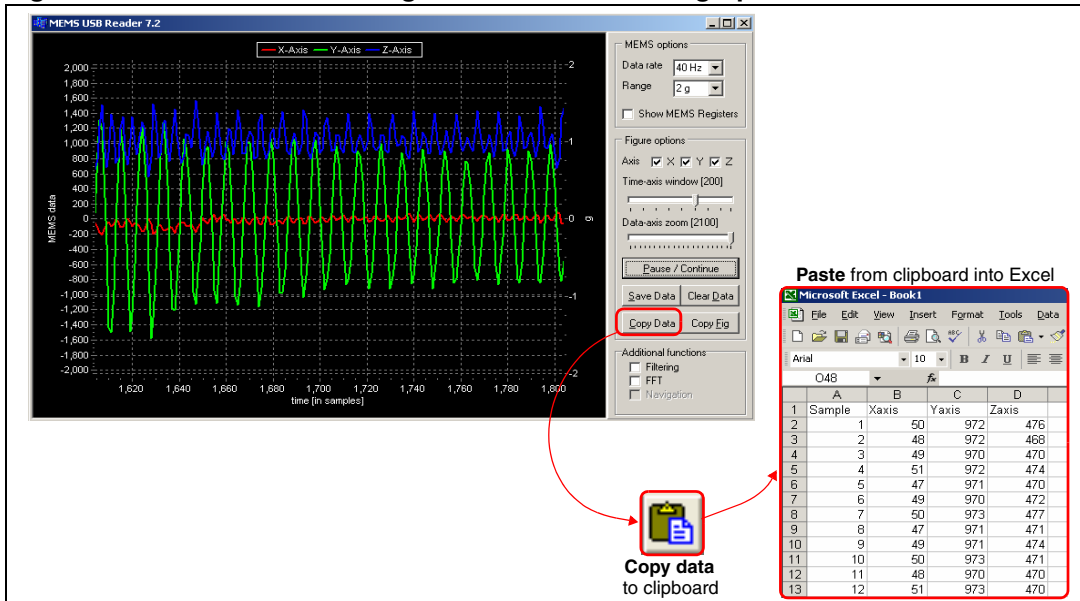 MEMS USB Reader 7.2
X-Axis Y-Axis Z-Axis
2,000
1,800
1,600
1,400
1,200
1,000
800
600
400
200
0
-200
-400
-600
-800
-1,000
-1,200
-1,400
-1,600
-1,800
-2,000
MEMS data
2
1
0
-1
-2
g
1,620 1,640 1,660 1,680 1,700 1,720 1,740 1,760 1,780 1,800
time [in samples]
MEMS options
Data rate 40 Hz
Range 2 g
Show MEMS Registers
Figure options
Axis X Y Z
Time-axis window [200]
Data-axis zoom [2100]
Pause / Continue
Save Data Clear Data
Copy Data Copy Fig
Additional functions
Filtering
FFT
Navigation
Copy data
to clipboard
Paste from clipboard into Excel
Microsoft Excel - Book1
File Edit View Insert Format Tools Data
Arial 10 B I U
O48 fx
A B C D
1 Sample Xaxis Yaxis Zaxis
2 1 50 972 476
3 2 48 972 468
4 3 49 970 470
5 4 51 972 474
6 5 47 971 470
7 6 49 970 472
8 7 50 973 477
9 8 47 971 471
10 9 49 971 474
11 10 50 973 471
12 11 48 970 470
13 12 51 973 470